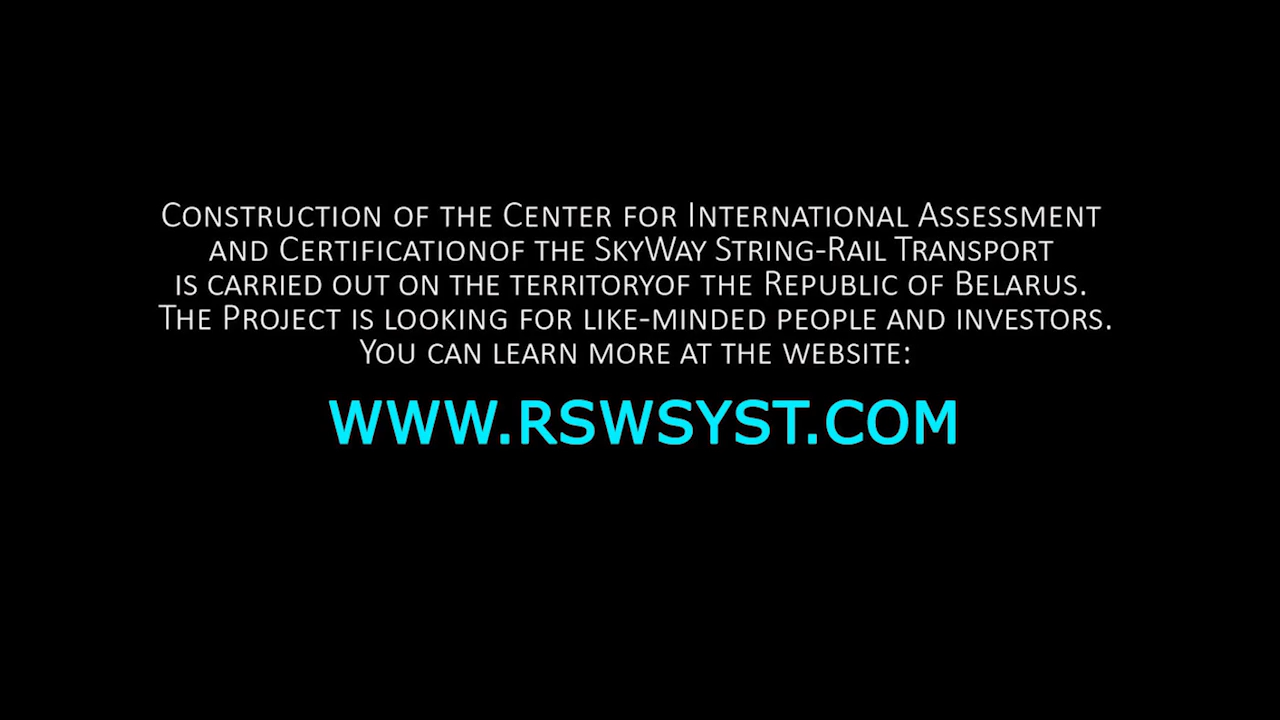 Construction of the Center for International Assessment
and Certificationof the SkyWay String-Rail Transport
is carried out on the territoryof the Republic of Belarus.
The Project is looking for like-minded people and investors.
You can learn more at the website:
WWW.RSWSYST.COM